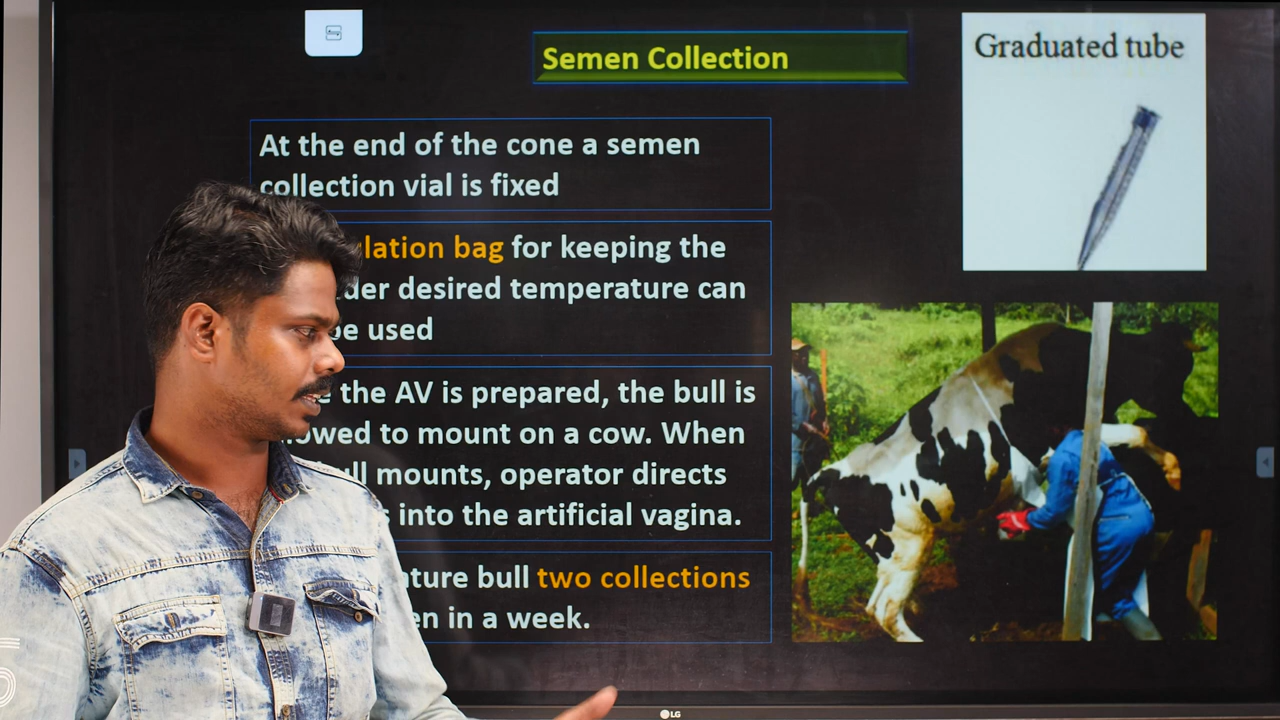 Semen Collection
Graduated tube
At the end of the cone a semen
collection vial is fixed
lation bag for keeping the
der desired temperature can
be used
the AV is prepared, the bull is
owed to mount on a cow. When
ull mounts, operator directs
s into the artificial vagina.
ature bull two collections
en in a week.
LG